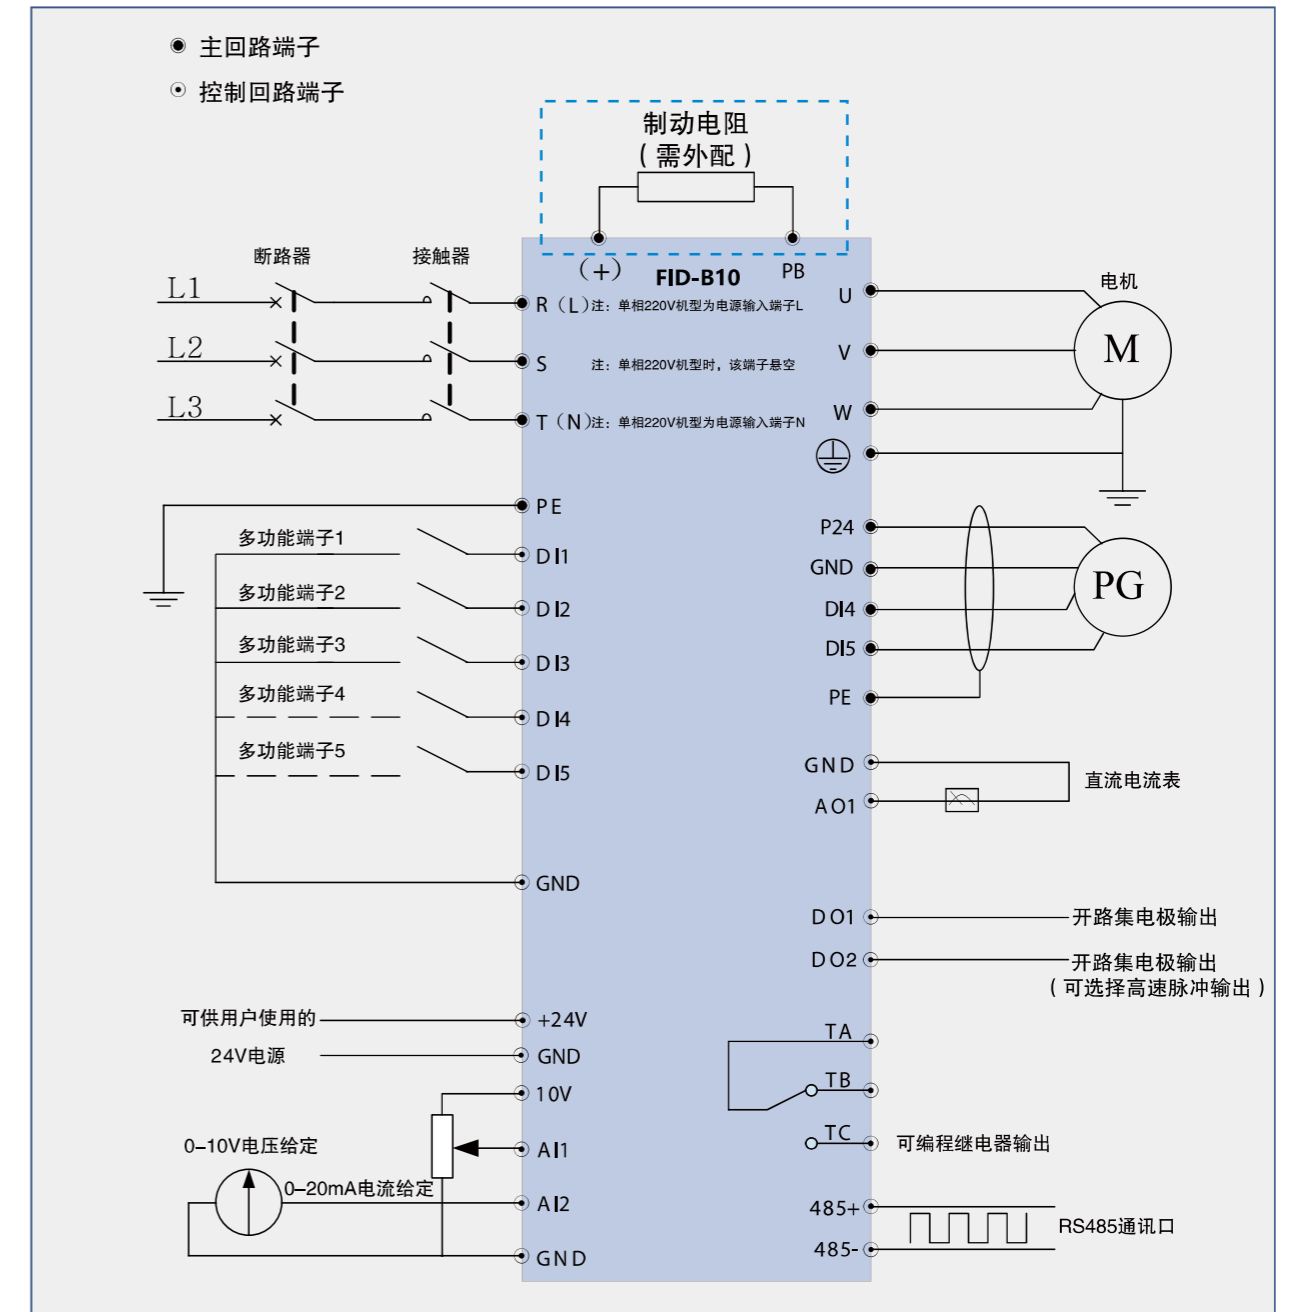 主回路端子
控制回路端子
制动电阻
(需外配)
断路器
接触器
(+)
FID-B10
PB
L1
R(L)注：单相220V机型为电源输入端子L
L2
S 注：单相220V机型时，该端子悬空
L3
T(N)注：单相220V机型为电源输入端子N
U
V
W
电机
M
PE
多功能端子1
DI1
多功能端子2
DI2
多功能端子3
DI3
多功能端子4
DI4
多功能端子5
DI5
GND
P24
GND
DI4
DI5
PE
PG
GND
AO1
直流电流表
DO1
开路集电极输出
DO2
开路集电极输出
(可选择高速脉冲输出)
可供用户使用的
+24V
24V电源
GND
10V
0-10V电压给定
AI1
0-20mA电流给定
AI2
GND
TA
TB
TC
可编程继电器输出
485+
485-
RS485通讯口